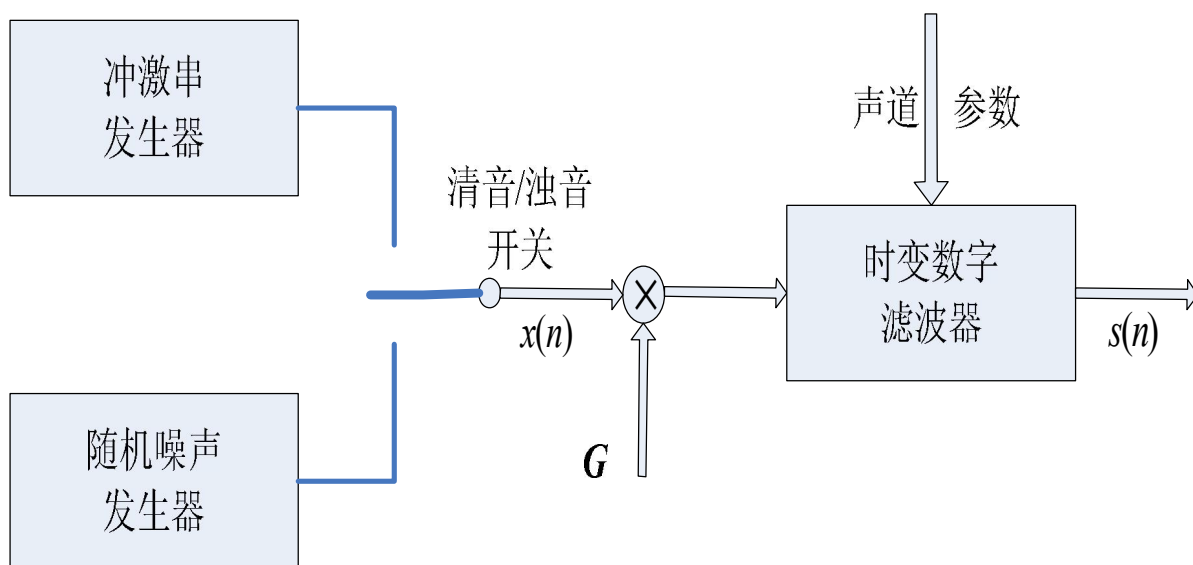 冲激串
发生器
声道 参数
清音/浊音
开关
x(n)
时变数字
滤波器
s(n)
G
随机噪声
发生器